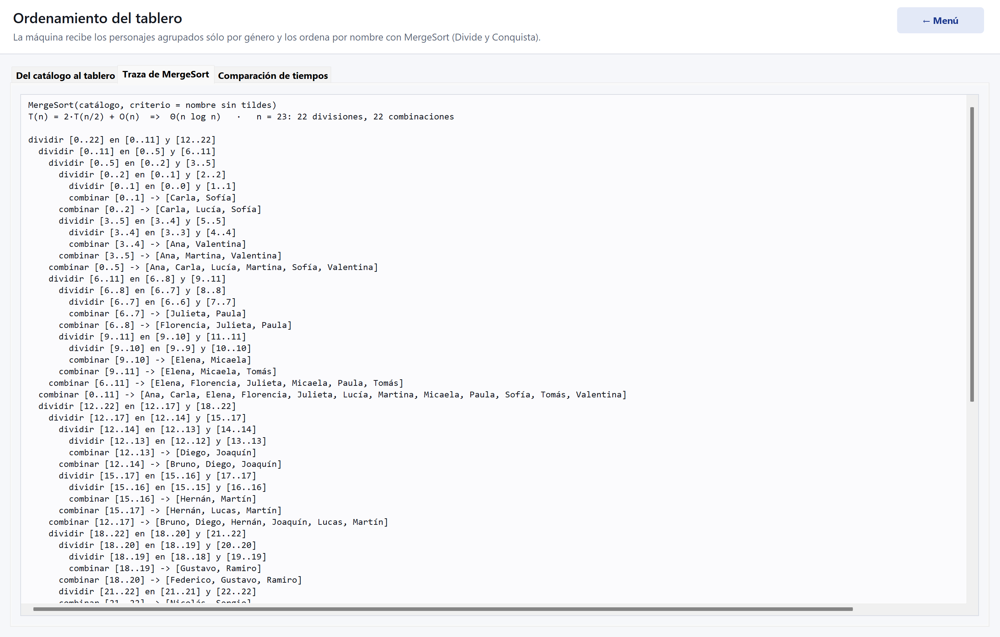 Ordenamiento del tablero
← Menú
La máquina recibe los personajes agrupados sólo por género y los ordena por nombre con MergeSort (Divide y Conquista).
Del catálogo al tablero
Traza de MergeSort
Comparación de tiempos
MergeSort(catálogo, criterio = nombre sin tildes)
T(n) = 2·T(n/2) + O(n)  =>  Θ(n log n)   ·   n = 23: 22 divisiones, 22 combinaciones
dividir [0..22] en [0..11] y [12..22]
dividir [0..11] en [0..5] y [6..11]
dividir [0..5] en [0..2] y [3..5]
dividir [0..2] en [0..1] y [2..2]
dividir [0..1] en [0..0] y [1..1]
combinar [0..1] -> [Carla, Sofía]
combinar [0..2] -> [Carla, Lucía, Sofía]
dividir [3..5] en [3..4] y [5..5]
dividir [3..4] en [3..3] y [4..4]
combinar [3..4] -> [Ana, Valentina]
combinar [3..5] -> [Ana, Martina, Valentina]
combinar [0..5] -> [Ana, Carla, Lucía, Martina, Sofía, Valentina]
dividir [6..11] en [6..8] y [9..11]
dividir [6..8] en [6..7] y [8..8]
dividir [6..7] en [6..6] y [7..7]
combinar [6..7] -> [Julieta, Paula]
combinar [6..8] -> [Florencia, Julieta, Paula]
dividir [9..11] en [9..10] y [11..11]
dividir [9..10] en [9..9] y [10..10]
combinar [9..10] -> [Elena, Micaela]
combinar [9..11] -> [Elena, Micaela, Tomás]
combinar [6..11] -> [Elena, Florencia, Julieta, Micaela, Paula, Tomás]
combinar [0..11] -> [Ana, Carla, Elena, Florencia, Julieta, Lucía, Martina, Micaela, Paula, Sofía, Tomás, Valentina]
dividir [12..22] en [12..17] y [18..22]
dividir [12..17] en [12..14] y [15..17]
dividir [12..14] en [12..13] y [14..14]
dividir [12..13] en [12..12] y [13..13]
combinar [12..13] -> [Diego, Joaquín]
combinar [12..14] -> [Bruno, Diego, Joaquín]
dividir [15..17] en [15..16] y [17..17]
dividir [15..16] en [15..15] y [16..16]
combinar [15..16] -> [Hernán, Martín]
combinar [15..17] -> [Hernán, Lucas, Martín]
combinar [12..17] -> [Bruno, Diego, Hernán, Joaquín, Lucas, Martín]
dividir [18..22] en [18..20] y [21..22]
dividir [18..20] en [18..19] y [20..20]
dividir [18..19] en [18..18] y [19..19]
combinar [18..19] -> [Gustavo, Ramiro]
combinar [18..20] -> [Federico, Gustavo, Ramiro]
dividir [21..22] en [21..21] y [22..22]
combinar [21..22] -> [Nicolás, Sergio]